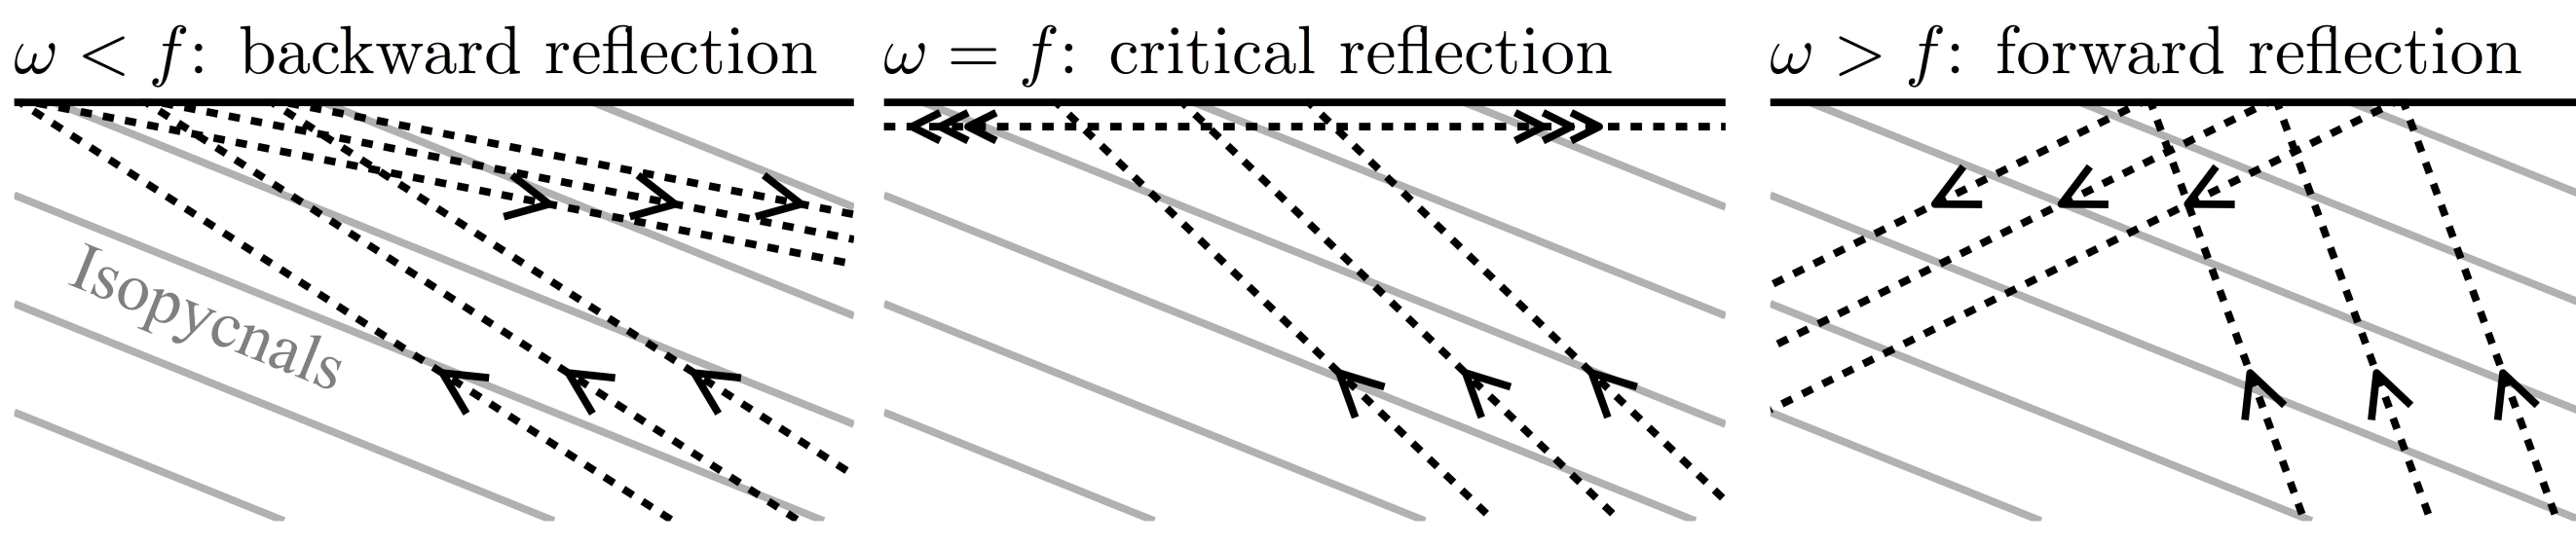 ω < f: backward reflection
ω = f: critical reflection
ω > f: forward reflection
Isopycnals